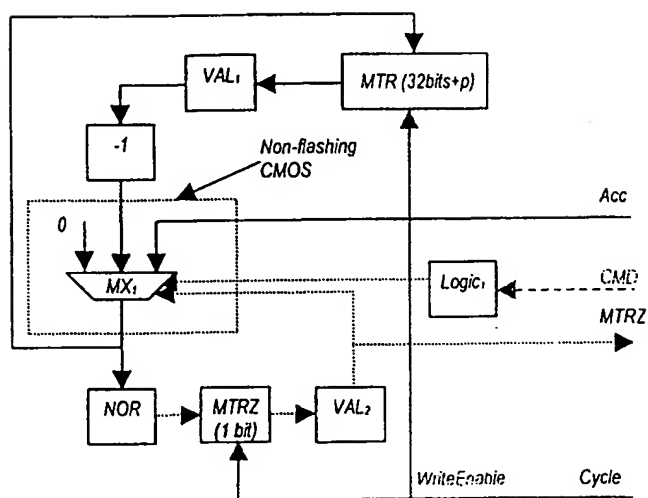 VAL₁
MTR (32bits+p)
-1
Non-flashing
CMOS
Acc
0
MX₁
Logic₁
CMD
MTRZ
NOR
MTRZ
(1 bit)
VAL₂
WriteEnable
Cycle